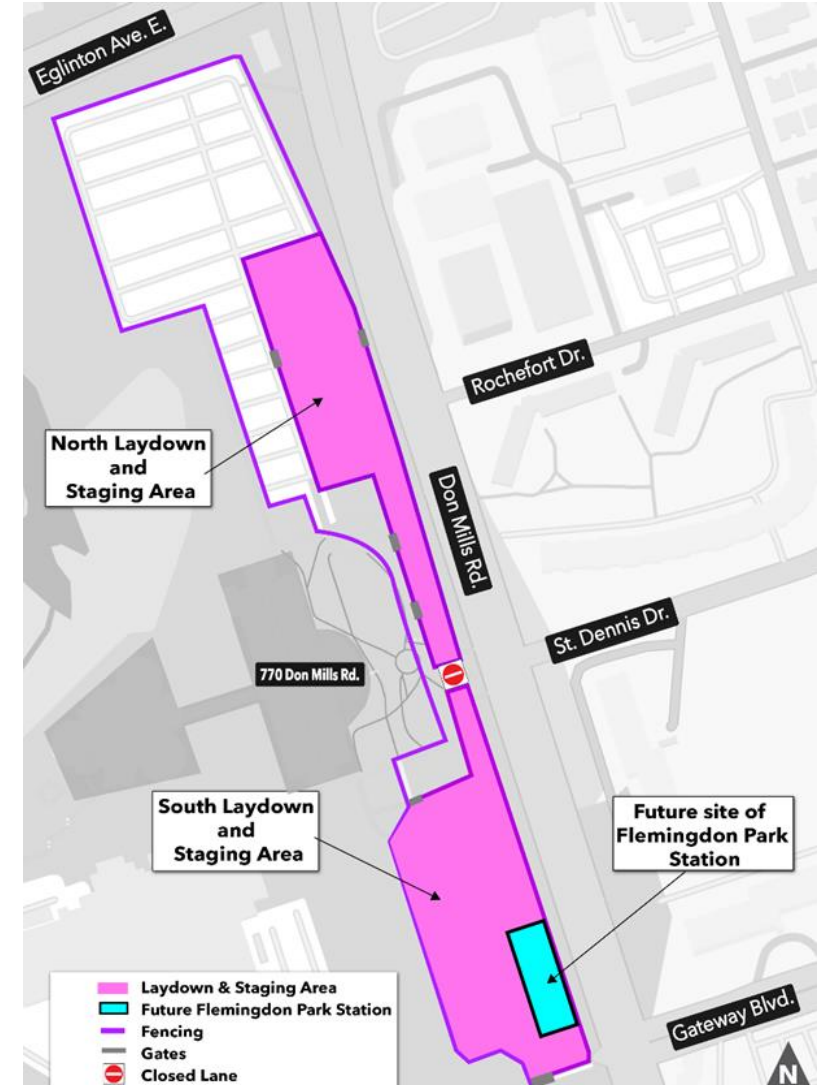 Eglinton Ave. E.
Rochefort Dr.
North Laydown
and
Staging Area
Don Mills Rd.
St. Dennis Dr.
770 Don Mills Rd.
South Laydown
and
Staging Area
Future site of
Flemingdon Park
Station
Laydown & Staging Area
Future Flemingdon Park Station
Fencing
Gates
Closed Lane
Gateway Blvd.
N